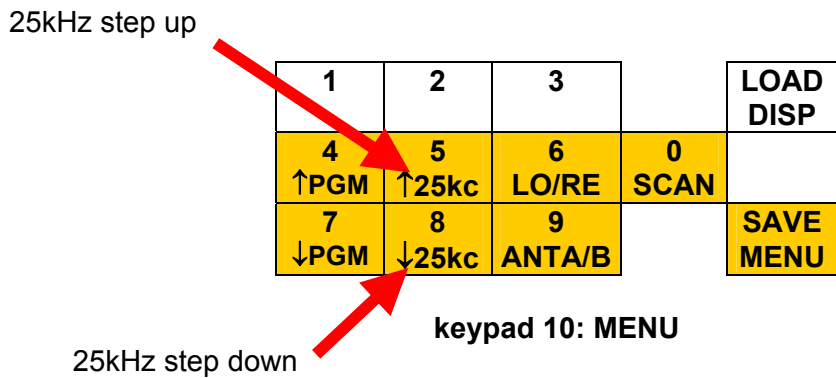 25kHz step up
1 2 3 LOAD
DISP
4 5 6 0
↑PGM ↑25kc LO/RE SCAN
7 8 9 SAVE
↓PGM ↓25kc ANTA/B MENU
keypad 10: MENU
25kHz step down